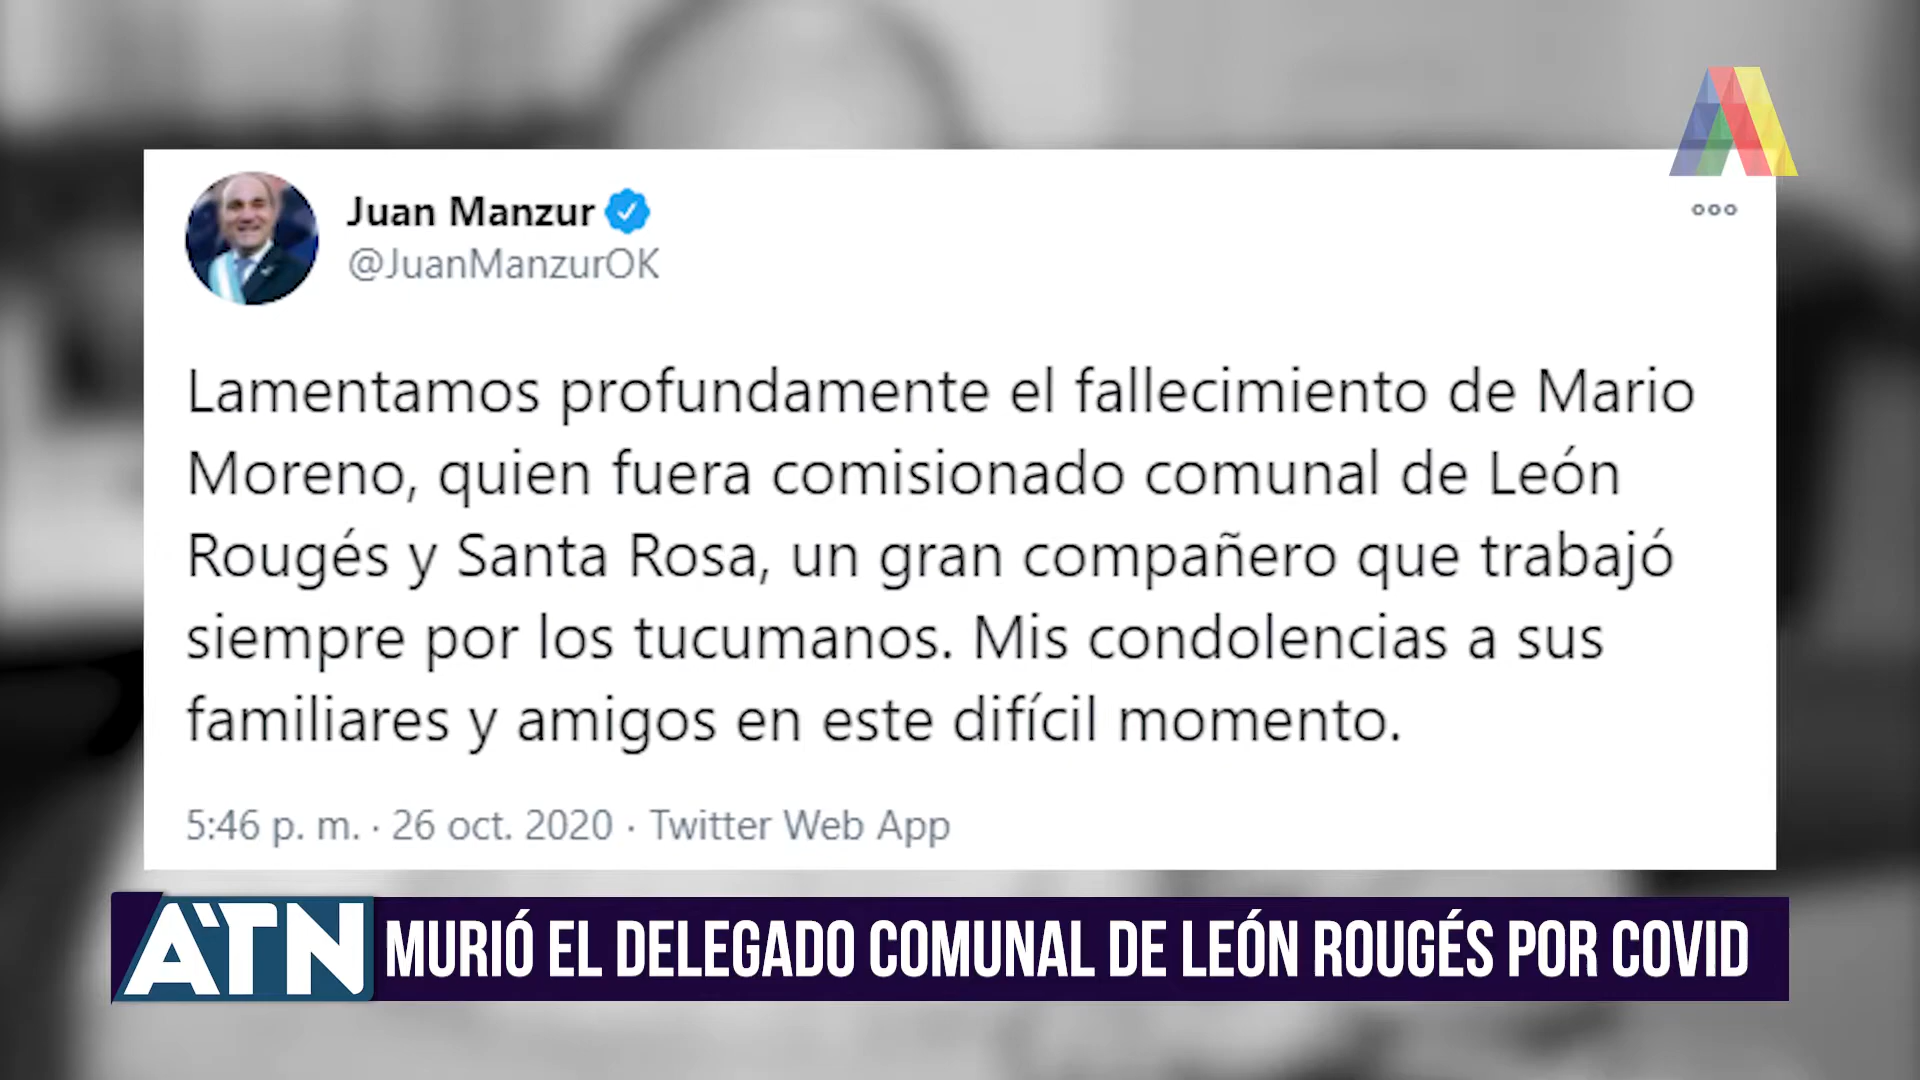 Juan Manzur
@JuanManzurOK
Lamentamos profundamente el fallecimiento de Mario
Moreno, quien fuera comisionado comunal de León
Rougés y Santa Rosa, un gran compañero que trabajó
siempre por los tucumanos. Mis condolencias a sus
familiares y amigos en este difícil momento.
5:46 p. m. · 26 oct. 2020 · Twitter Web App
ATN MURIÓ EL DELEGADO COMUNAL DE LEÓN ROUGÉS POR COVID